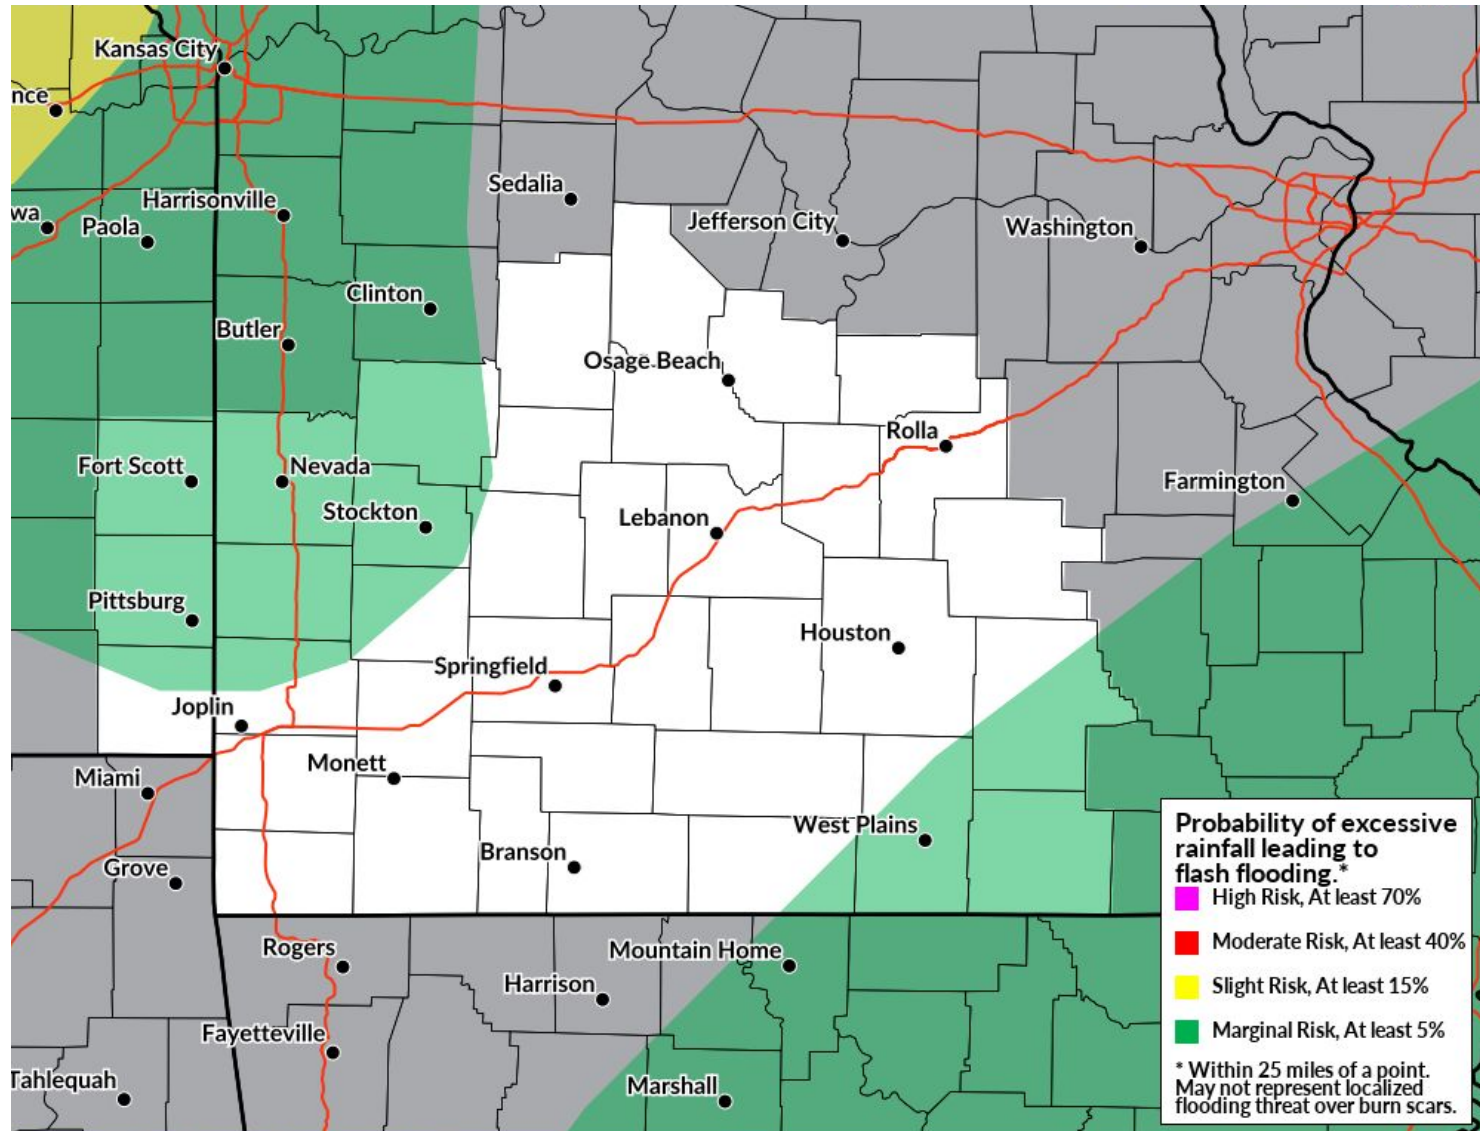 Kansas City
nce
Sedalia
Harrisonville
wa
Paola
Jefferson City
Washington
Clinton
Butler
Osage Beach
Rolla
Fort Scott
Nevada
Farmington
Stockton
Lebanon
Pittsburg
Houston
Springfield
Joplin
Monett
Miami
West Plains
Branson
Grove
Rogers
Mountain Home
Harrison
Fayetteville
Tahlequah
Marshall
Probability of excessive
rainfall leading to
flash flooding.*
High Risk, At least 70%
Moderate Risk, At least 40%
Slight Risk, At least 15%
Marginal Risk, At least 5%
* Within 25 miles of a point.
May not represent localized
flooding threat over burn scars.